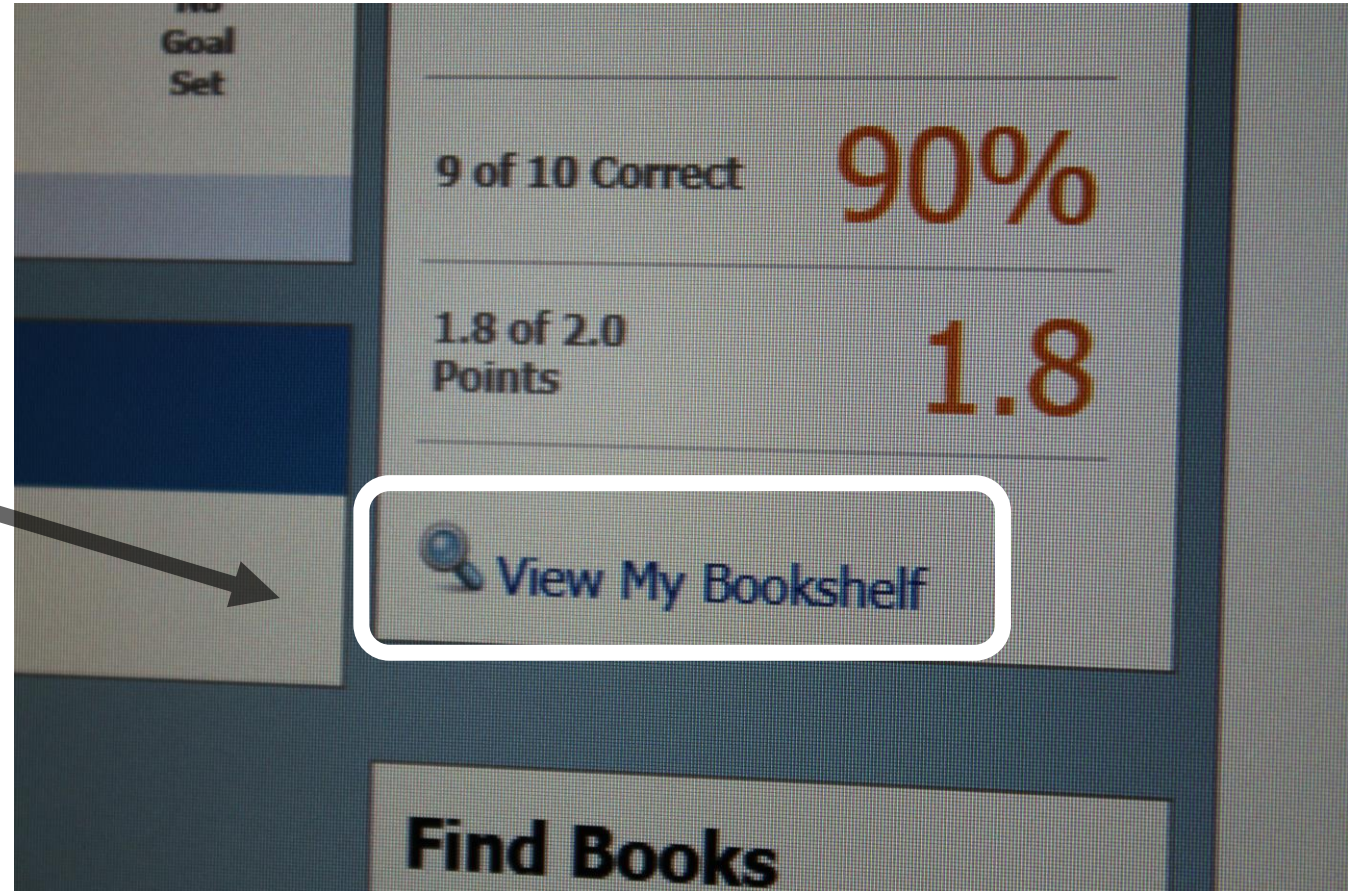 No
Goal
Set
9 of 10 Correct 90%
1.8 of 2.0
Points 1.8
View My Bookshelf
Find Books